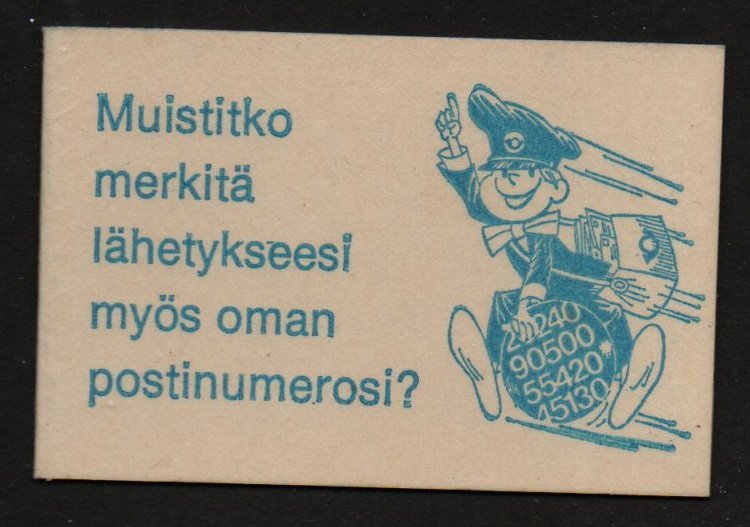 Muistitko
merkitä
lähetykseesi
myös oman
postinumerosi?
90500
55420
45130